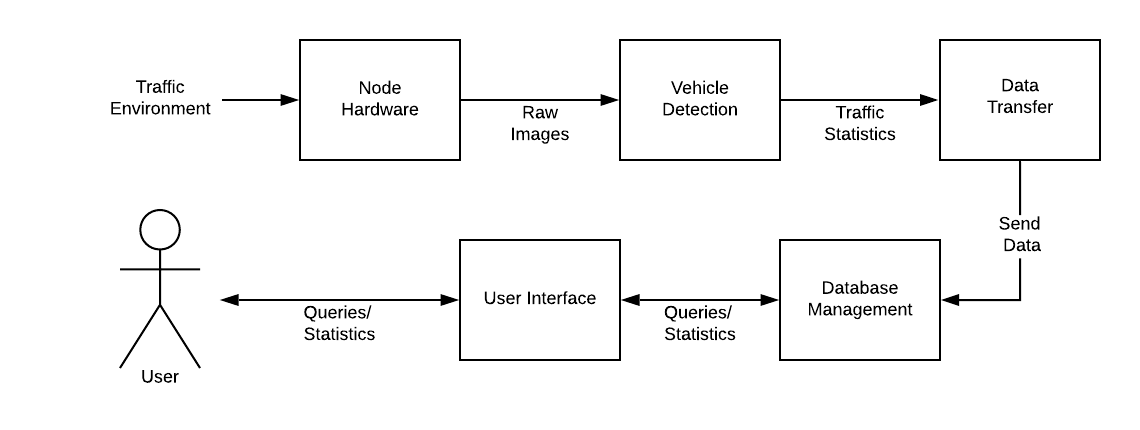 Traffic
Environment
Node
Hardware
Raw
Images
Vehicle
Detection
Traffic
Statistics
Data
Transfer
Send
Data
Database
Management
Queries/
Statistics
User Interface
Queries/
Statistics
User